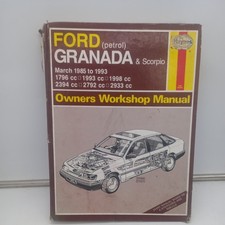 FORD (petrol)
GRANADA & Scorpio
March 1985 to 1993
1796 cc □ 1993 cc □ 1998 cc
2394 cc □ 2792 cc □ 2933 cc
Haynes
Owners Workshop Manual